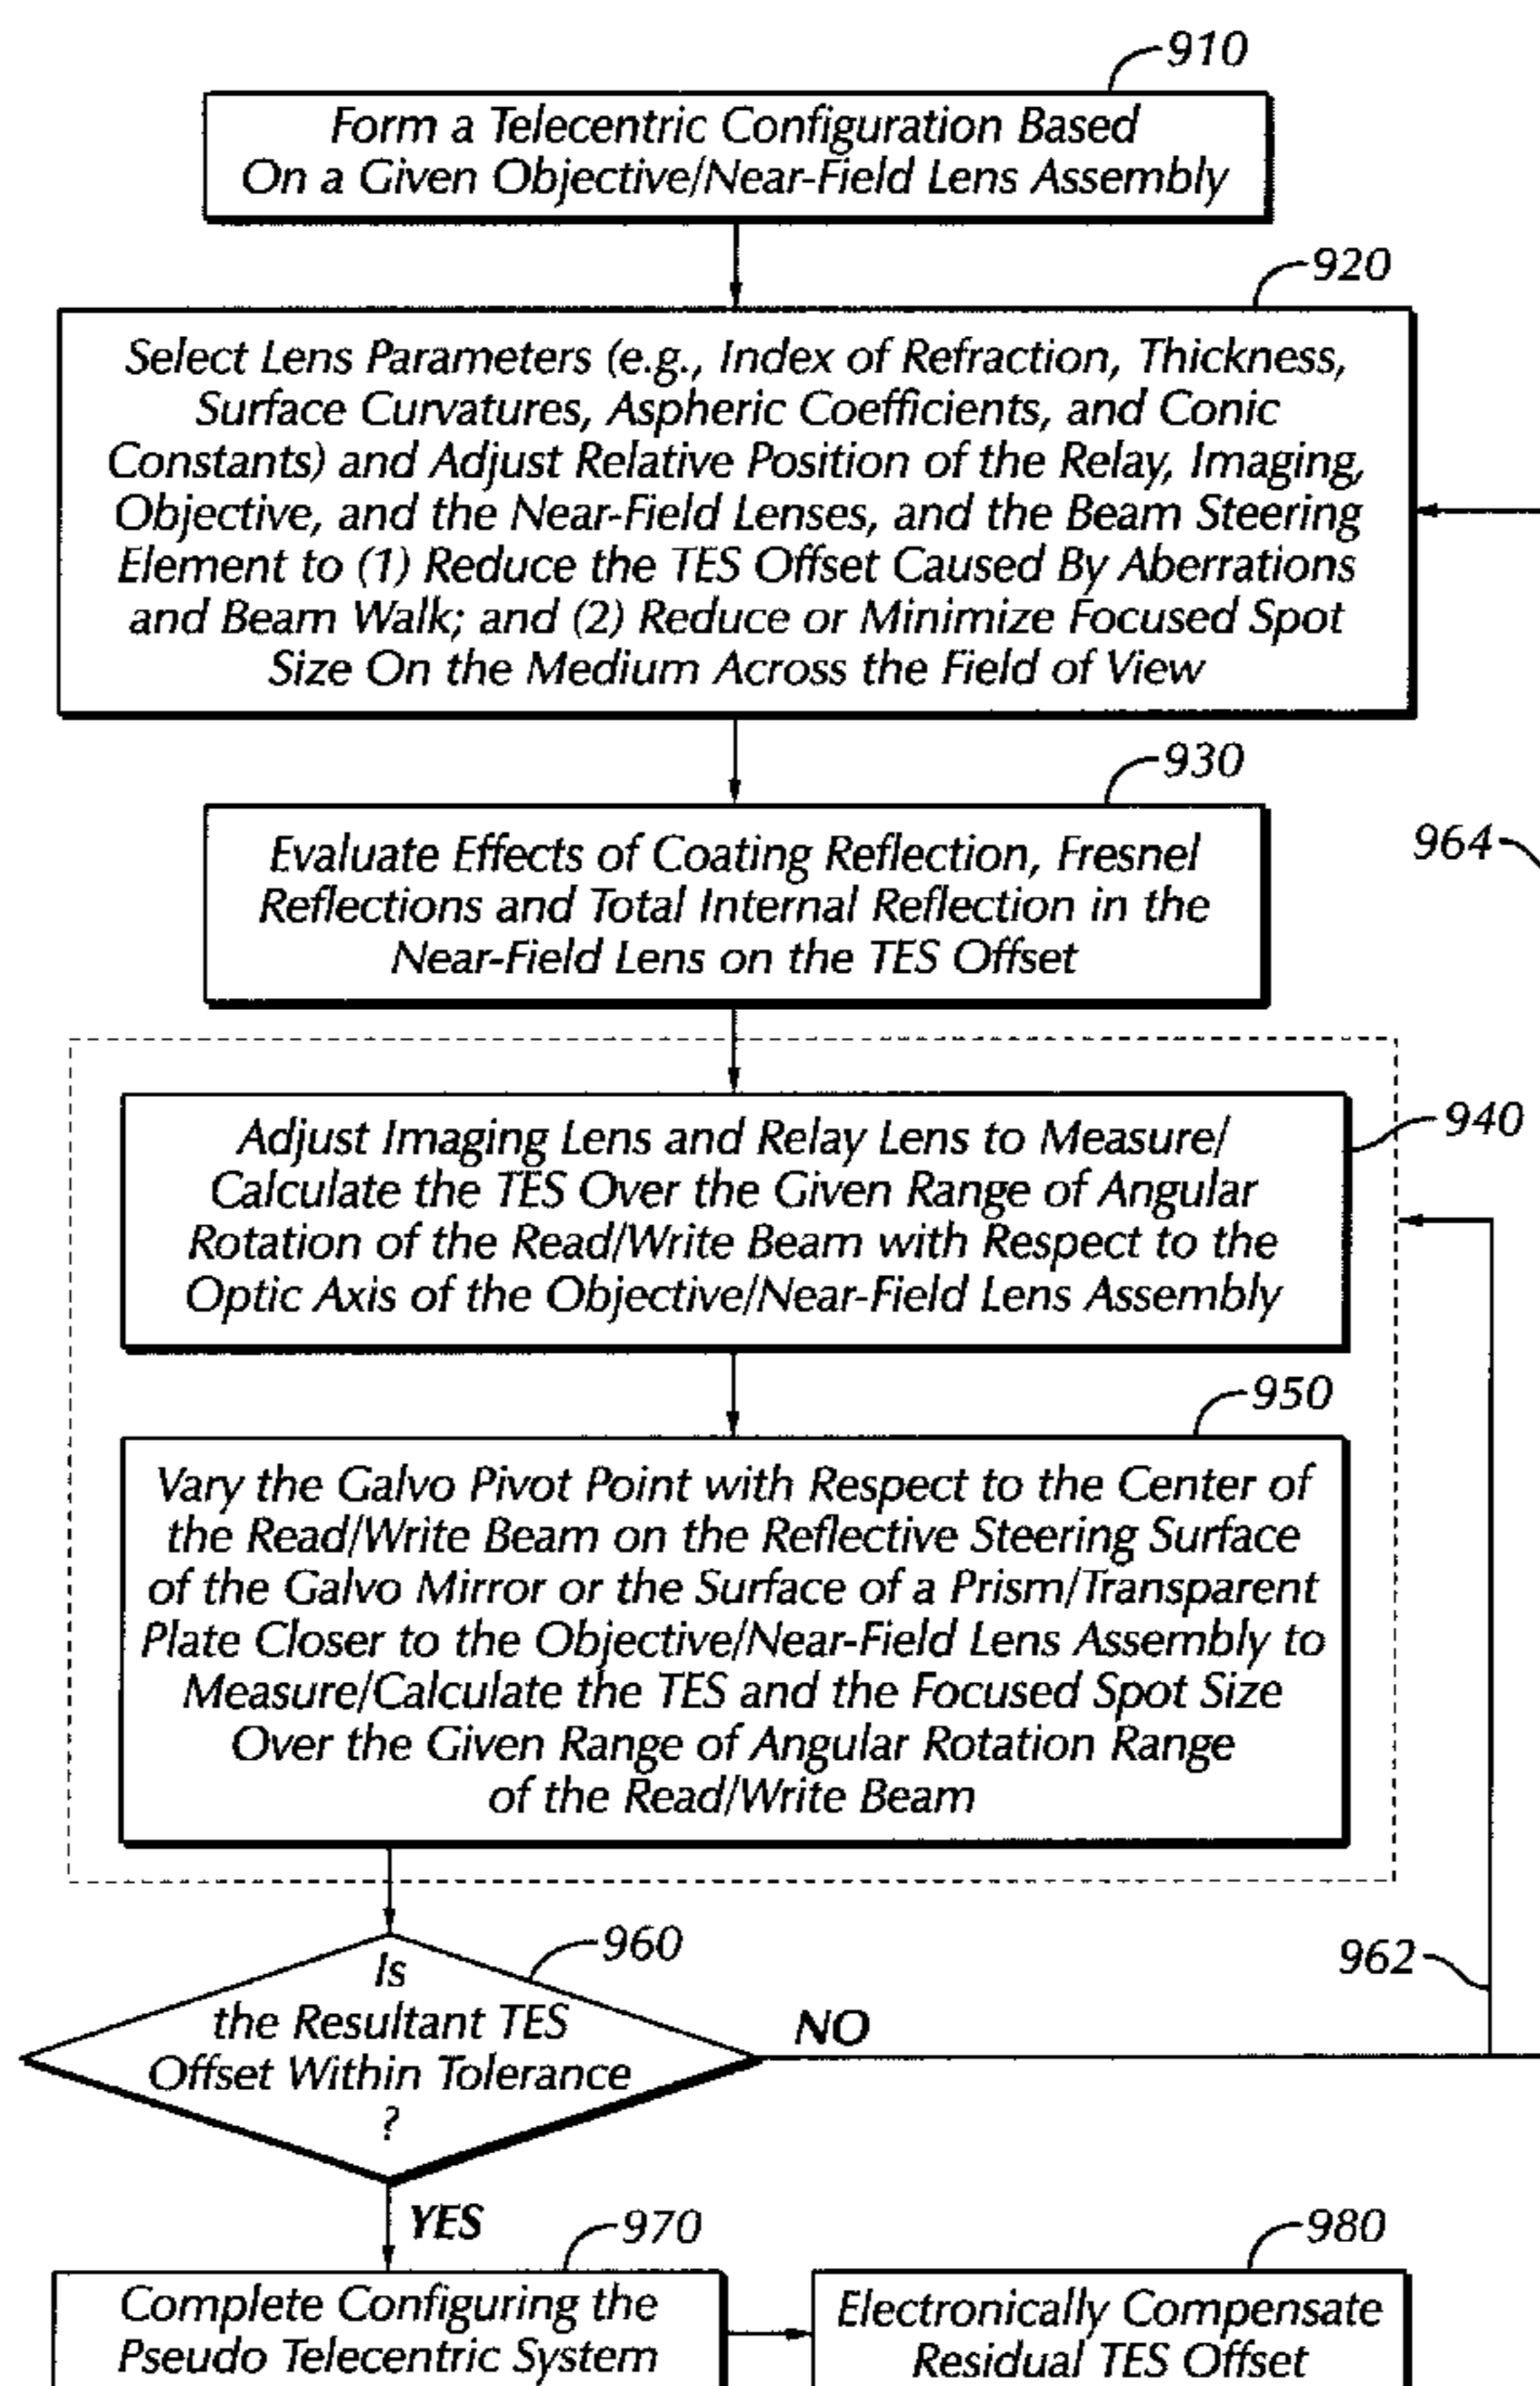 910
Form a Telecentric Configuration Based
On a Given Objective/Near-Field Lens Assembly
920
Select Lens Parameters (e.g., Index of Refraction, Thickness,
Surface Curvatures, Aspheric Coefficients, and Conic
Constants) and Adjust Relative Position of the Relay, Imaging,
Objective, and the Near-Field Lenses, and the Beam Steering
Element to (1) Reduce the TES Offset Caused By Aberrations
and Beam Walk; and (2) Reduce or Minimize Focused Spot
Size On the Medium Across the Field of View
930
964
Evaluate Effects of Coating Reflection, Fresnel
Reflections and Total Internal Reflection in the
Near-Field Lens on the TES Offset
940
Adjust Imaging Lens and Relay Lens to Measure/
Calculate the TES Over the Given Range of Angular
Rotation of the Read/Write Beam with Respect to the
Optic Axis of the Objective/Near-Field Lens Assembly
950
Vary the Galvo Pivot Point with Respect to the Center of
the Read/Write Beam on the Reflective Steering Surface
of the Galvo Mirror or the Surface of a Prism/Transparent
Plate Closer to the Objective/Near-Field Lens Assembly to
Measure/Calculate the TES and the Focused Spot Size
Over the Given Range of Angular Rotation Range
of the Read/Write Beam
960
962
Is
the Resultant TES
Offset Within Tolerance
?
NO
YES
970
980
Complete Configuring the
Pseudo Telecentric System
Electronically Compensate
Residual TES Offset